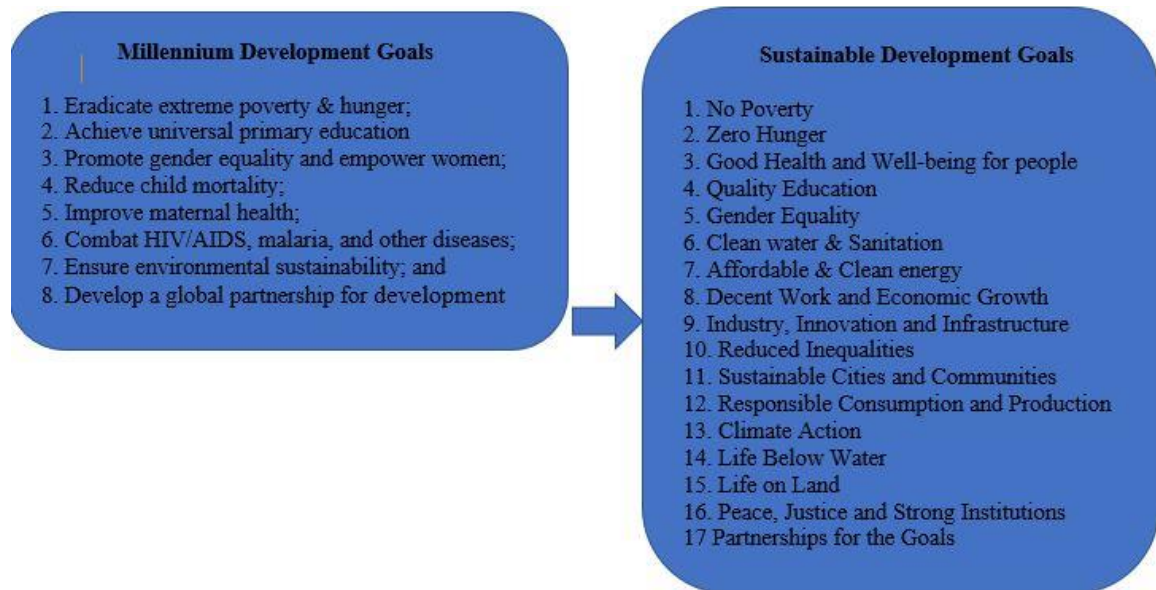 Millennium Development Goals
1. Eradicate extreme poverty & hunger;
2. Achieve universal primary education
3. Promote gender equality and empower women;
4. Reduce child mortality;
5. Improve maternal health;
6. Combat HIV/AIDS, malaria, and other diseases;
7. Ensure environmental sustainability; and
8. Develop a global partnership for development
Sustainable Development Goals
1. No Poverty
2. Zero Hunger
3. Good Health and Well-being for people
4. Quality Education
5. Gender Equality
6. Clean water & Sanitation
7. Affordable & Clean energy
8. Decent Work and Economic Growth
9. Industry, Innovation and Infrastructure
10. Reduced Inequalities
11. Sustainable Cities and Communities
12. Responsible Consumption and Production
13. Climate Action
14. Life Below Water
15. Life on Land
16. Peace, Justice and Strong Institutions
17 Partnerships for the Goals